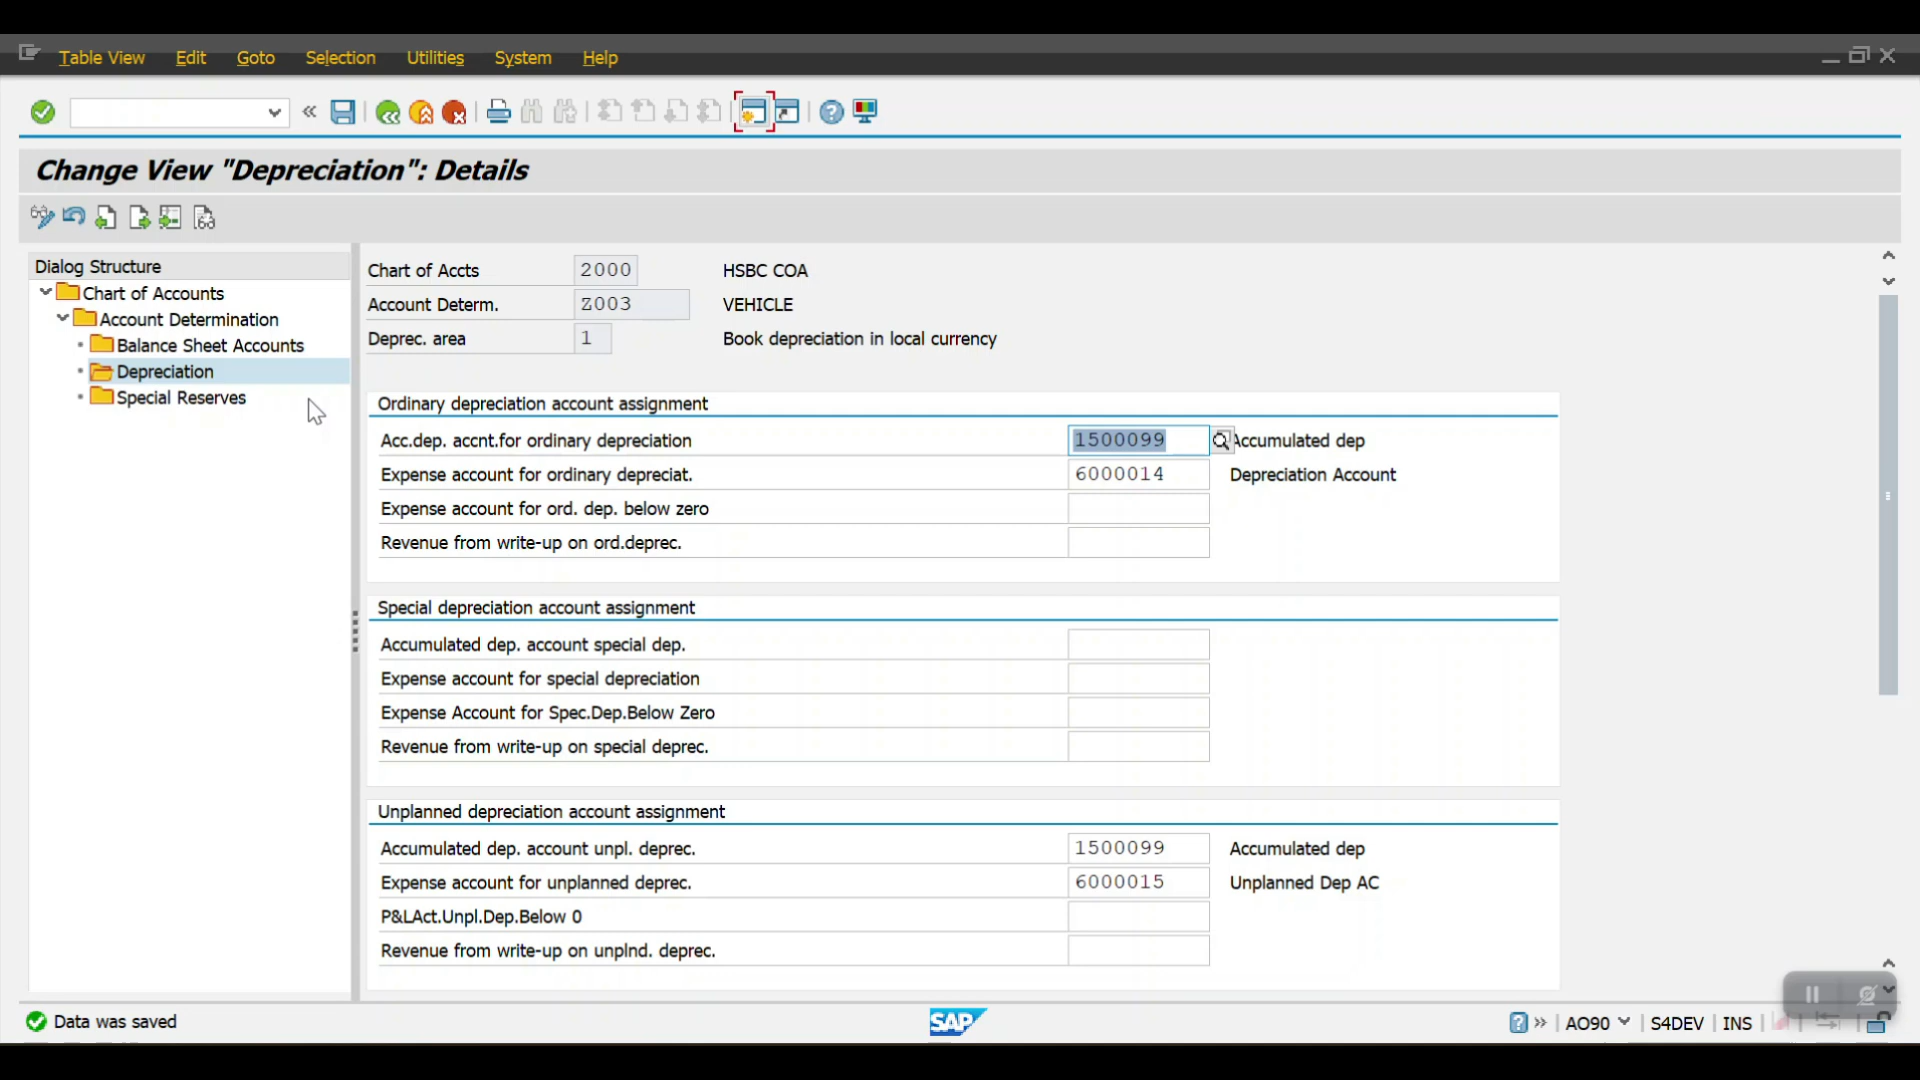 Table View Edit Goto Selection Utilities System Help
Change View "Depreciation": Details
Dialog Structure
Chart of Accounts
Account Determination
Balance Sheet Accounts
Depreciation
Special Reserves
Chart of Accts 2000 HSBC COA
Account Determ. Z003 VEHICLE
Deprec. area 1 Book depreciation in local currency
Ordinary depreciation account assignment
Acc.dep. accnt.for ordinary depreciation 1500099 Accumulated dep
Expense account for ordinary depreciat. 6000014 Depreciation Account
Expense account for ord. dep. below zero
Revenue from write-up on ord.deprec.
Special depreciation account assignment
Accumulated dep. account special dep.
Expense account for special depreciation
Expense Account for Spec.Dep.Below Zero
Revenue from write-up on special deprec.
Unplanned depreciation account assignment
Accumulated dep. account unpl. deprec. 1500099 Accumulated dep
Expense account for unplanned deprec. 6000015 Unplanned Dep AC
P&LAct.Unpl.Dep.Below 0
Revenue from write-up on unplnd. deprec.
Data was saved SAP AO90 S4DEV INS